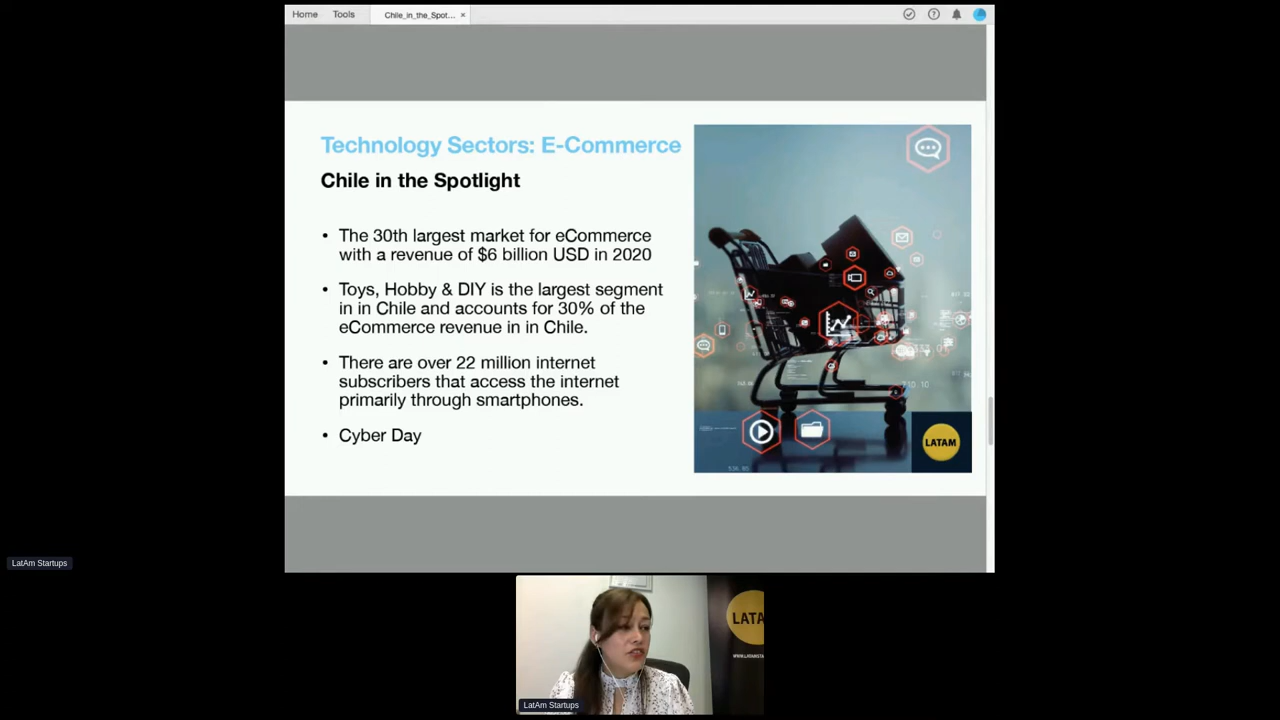 Home Tools Chile_in_the_Spot... ×
Technology Sectors: E-Commerce
Chile in the Spotlight
• The 30th largest market for eCommerce
with a revenue of $6 billion USD in 2020
• Toys, Hobby & DIY is the largest segment
in in Chile and accounts for 30% of the
eCommerce revenue in in Chile.
• There are over 22 million internet
subscribers that access the internet
primarily through smartphones.
• Cyber Day
LATAM
LatAm Startups
LATA
LatAm Startups